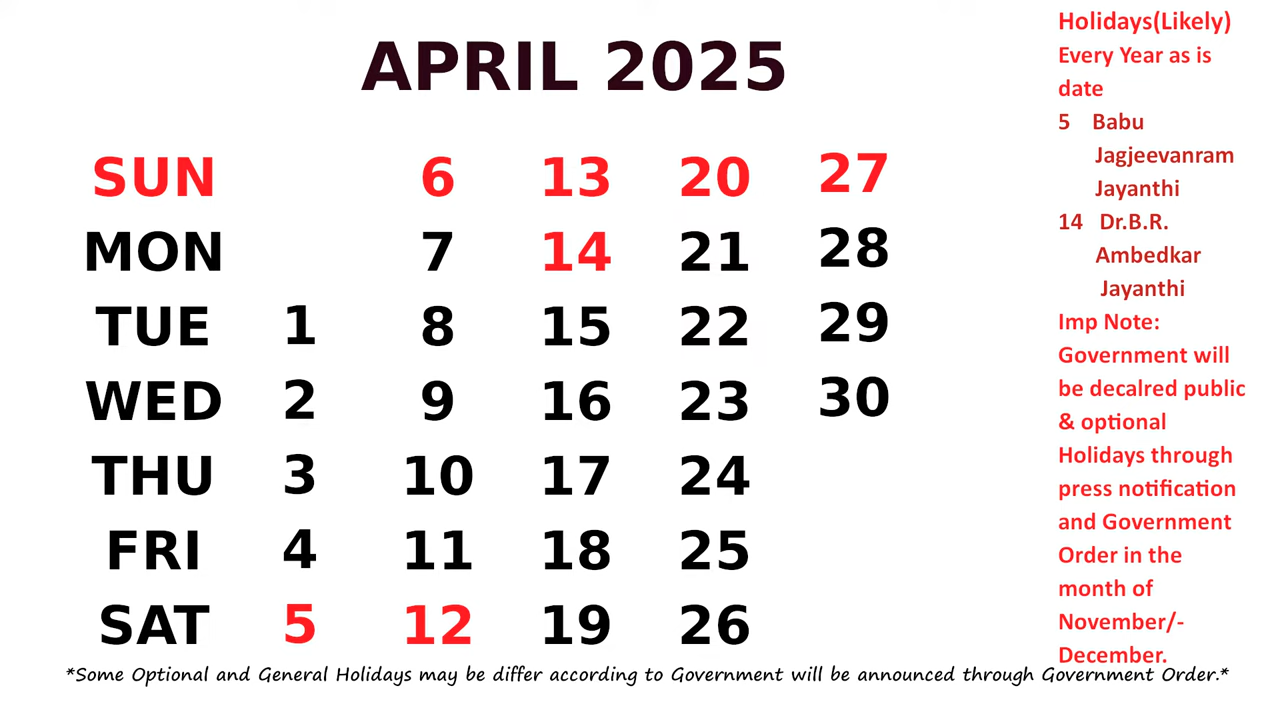 APRIL 2025
SUN 6 13 20 27
MON 7 14 21 28
TUE 1 8 15 22 29
WED 2 9 16 23 30
THU 3 10 17 24
FRI 4 11 18 25
SAT 5 12 19 26
Holidays(Likely)
Every Year as is
date
5 Babu
Jagjeevanram
Jayanthi
14 Dr.B.R.
Ambedkar
Jayanthi
Imp Note:
Government will
be decalred public
& optional
Holidays through
press notification
and Government
Order in the
month of
November/-
December.
*Some Optional and General Holidays may be differ according to Government will be announced through Government Order.*